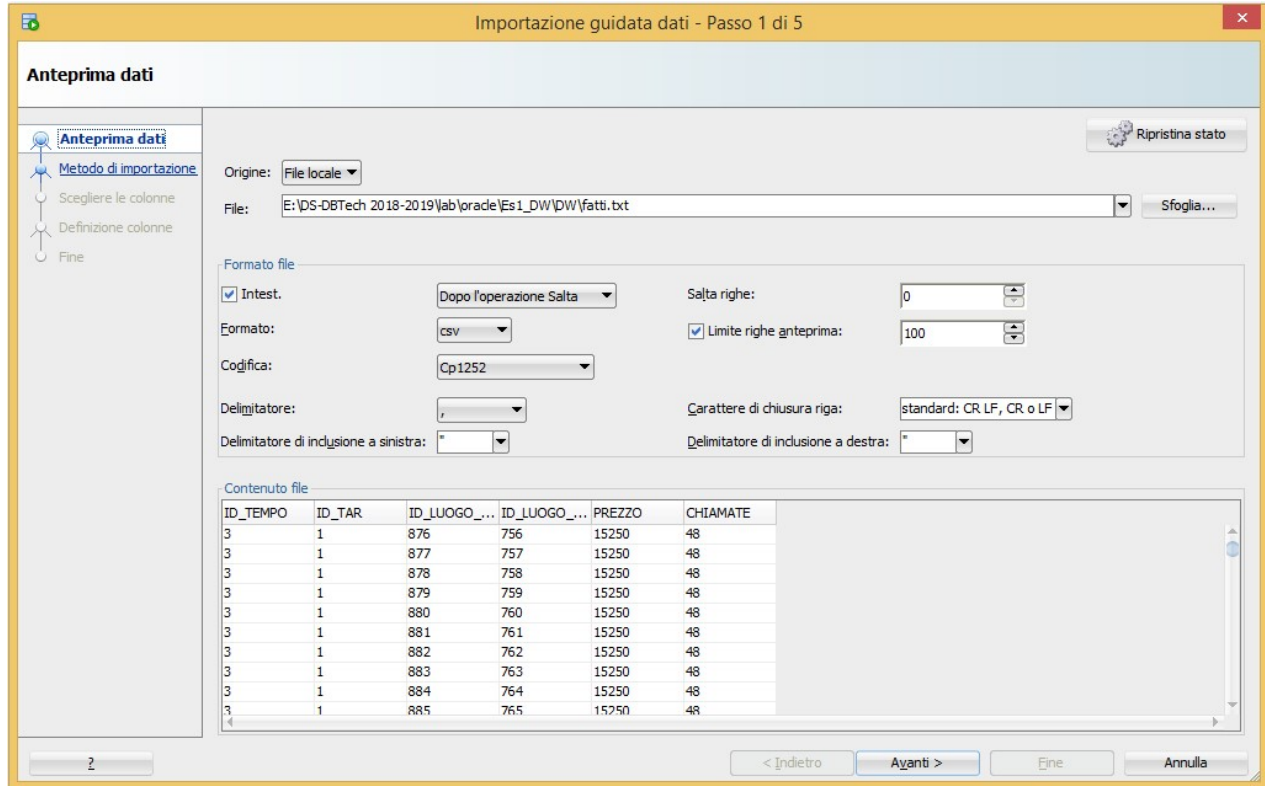 Importazione guidata dati - Passo 1 di 5
Anteprima dati
Anteprima dati
Metodo di importazione
Scegliere le colonne
Definizione colonne
Fine
Ripristina stato
Origine: File locale
File: E:\DS-DBTech 2018-2019\lab\oracle\Es1_DW\DW\fatti.txt Sfoglia...
Formato file
Intest. Dopo l'operazione Salta Salta righe: 0
Formato: csv Limite righe anteprima: 100
Codifica: Cp1252
Delimitatore: , Carattere di chiusura riga: standard: CR LF, CR o LF
Delimitatore di inclusione a sinistra: " Delimitatore di inclusione a destra: "
Contenuto file
ID_TEMPO ID_TAR ID_LUOGO_... ID_LUOGO_... PREZZO CHIAMATE
3 1 876 756 15250 48
3 1 877 757 15250 48
3 1 878 758 15250 48
3 1 879 759 15250 48
3 1 880 760 15250 48
3 1 881 761 15250 48
3 1 882 762 15250 48
3 1 883 763 15250 48
3 1 884 764 15250 48
3 1 885 765 15250 48
? < Indietro Avanti > Fine Annulla